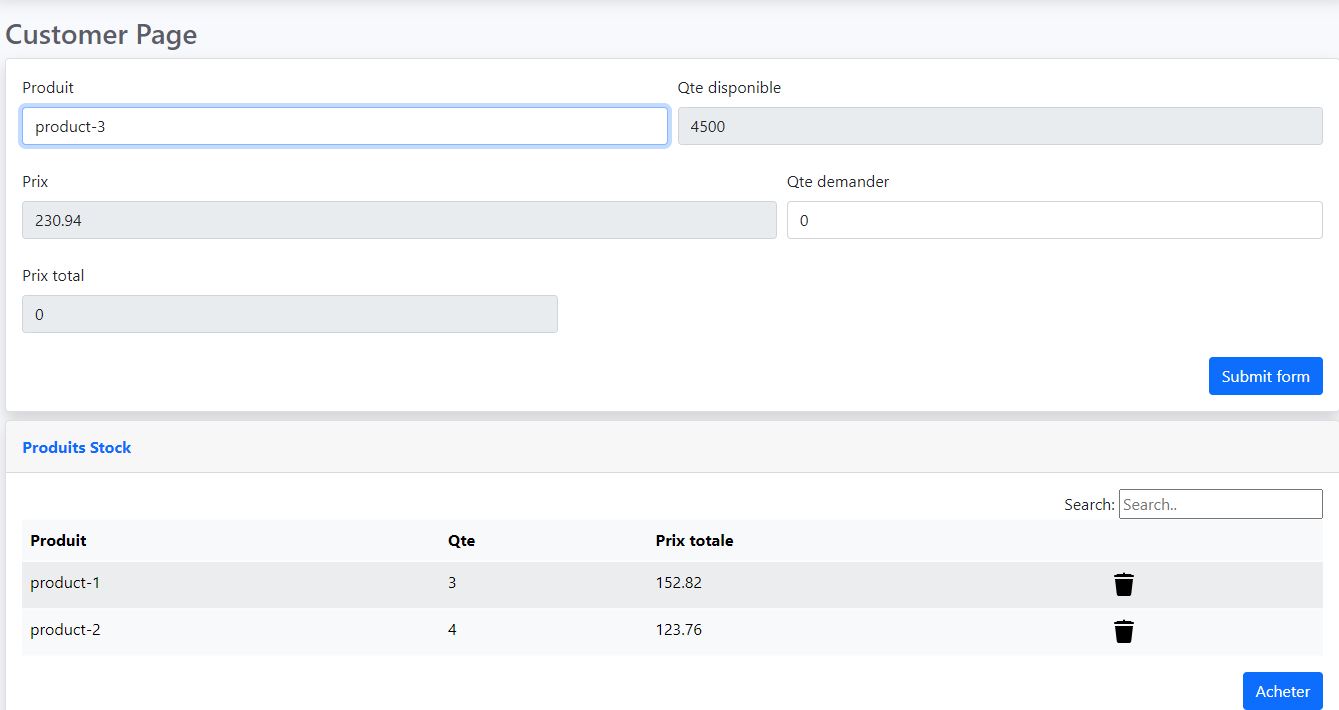 Customer Page
Produit
Qte disponible
product-3
4500
Prix
Qte demander
230.94
0
Prix total
0
Submit form
Produits Stock
Search: Search..
Produit Qte Prix totale
product-1 3 152.82
product-2 4 123.76
Acheter